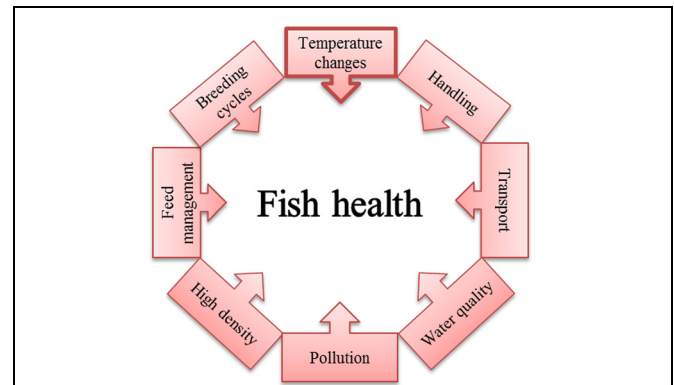 Temperature
changes
Handling
Transport
Water quality
Pollution
High density
Feed
management
Breeding
cycles
Fish health